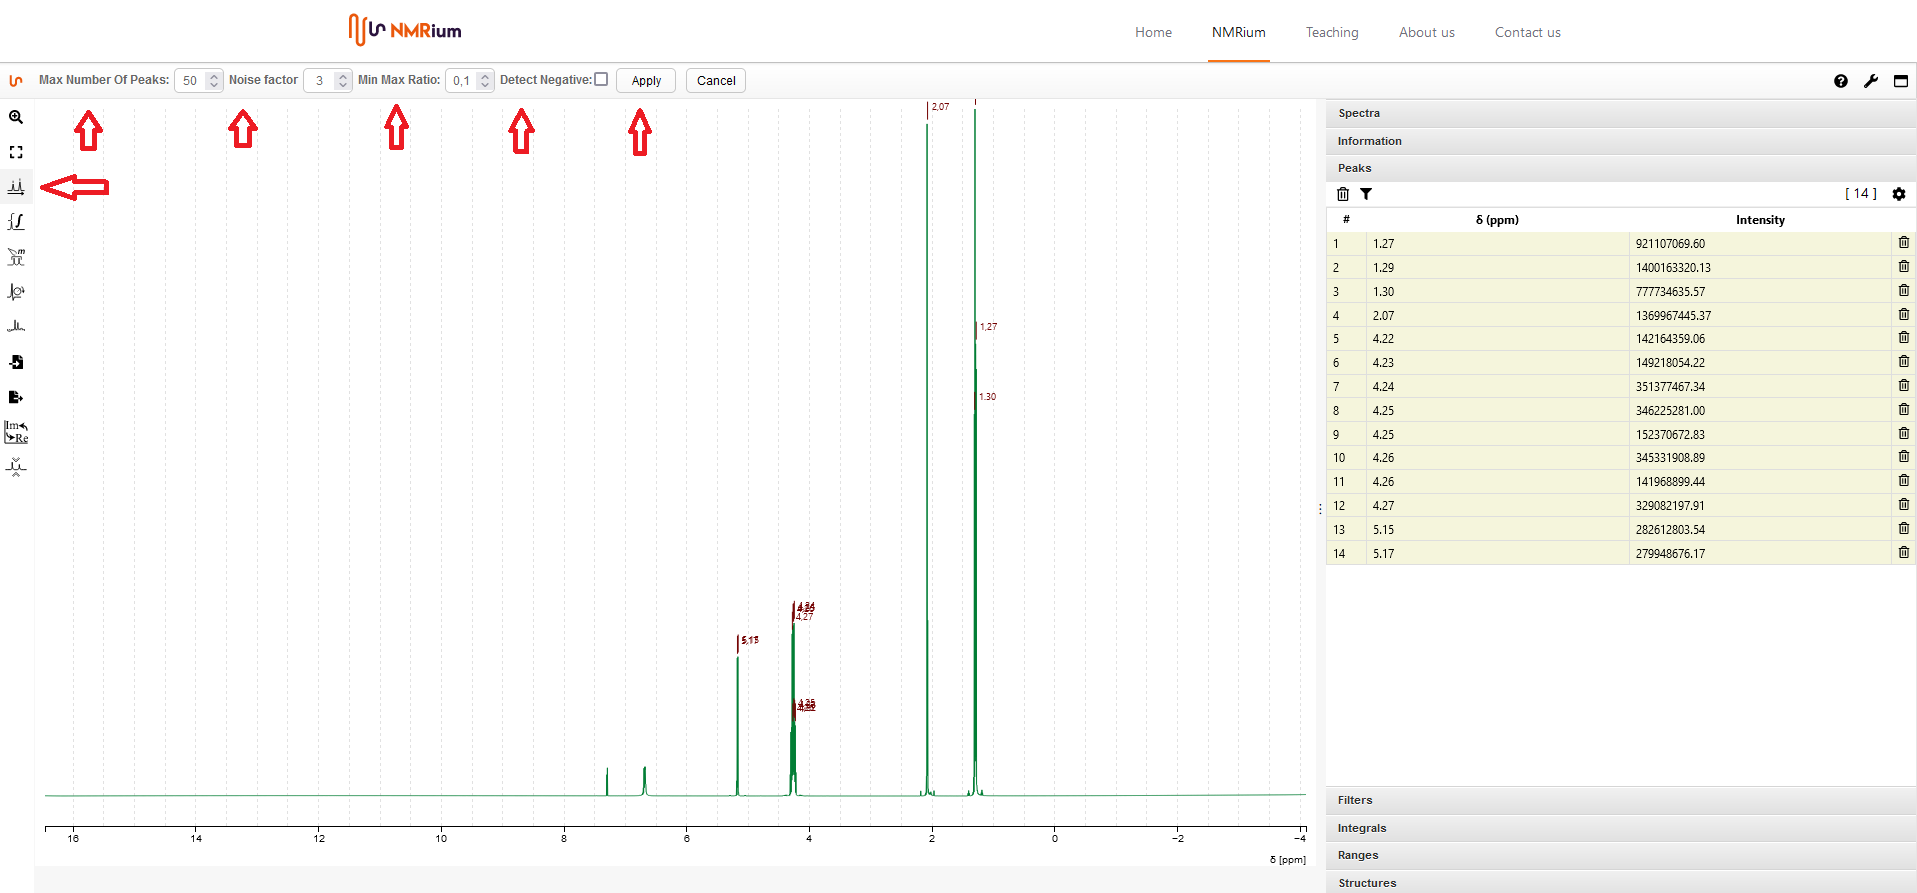 NMRium
Home NMRium Teaching About us Contact us
Max Number Of Peaks: 50 Noise factor 3 Min Max Ratio: 0,1 Detect Negative: Apply Cancel
Spectra
Information
Peaks
[ 14 ]
# δ (ppm) Intensity
1 1.27 921107069.60
2 1.29 1400163320.13
3 1.30 777734635.57
4 2.07 1369967445.37
5 4.22 142164359.06
6 4.23 149218054.22
7 4.24 351377467.34
8 4.25 346225281.00
9 4.25 152370672.83
10 4.26 345331908.89
11 4.26 141968899.44
12 4.27 329082197.91
13 5.15 282612803.54
14 5.17 279948676.17
Filters
Integrals
Ranges
Structures
m
Im
Re
2,07
1,27
1.30
4,27
16 14 12 10 8 6 4 2 0 −2 −4
δ [ppm]